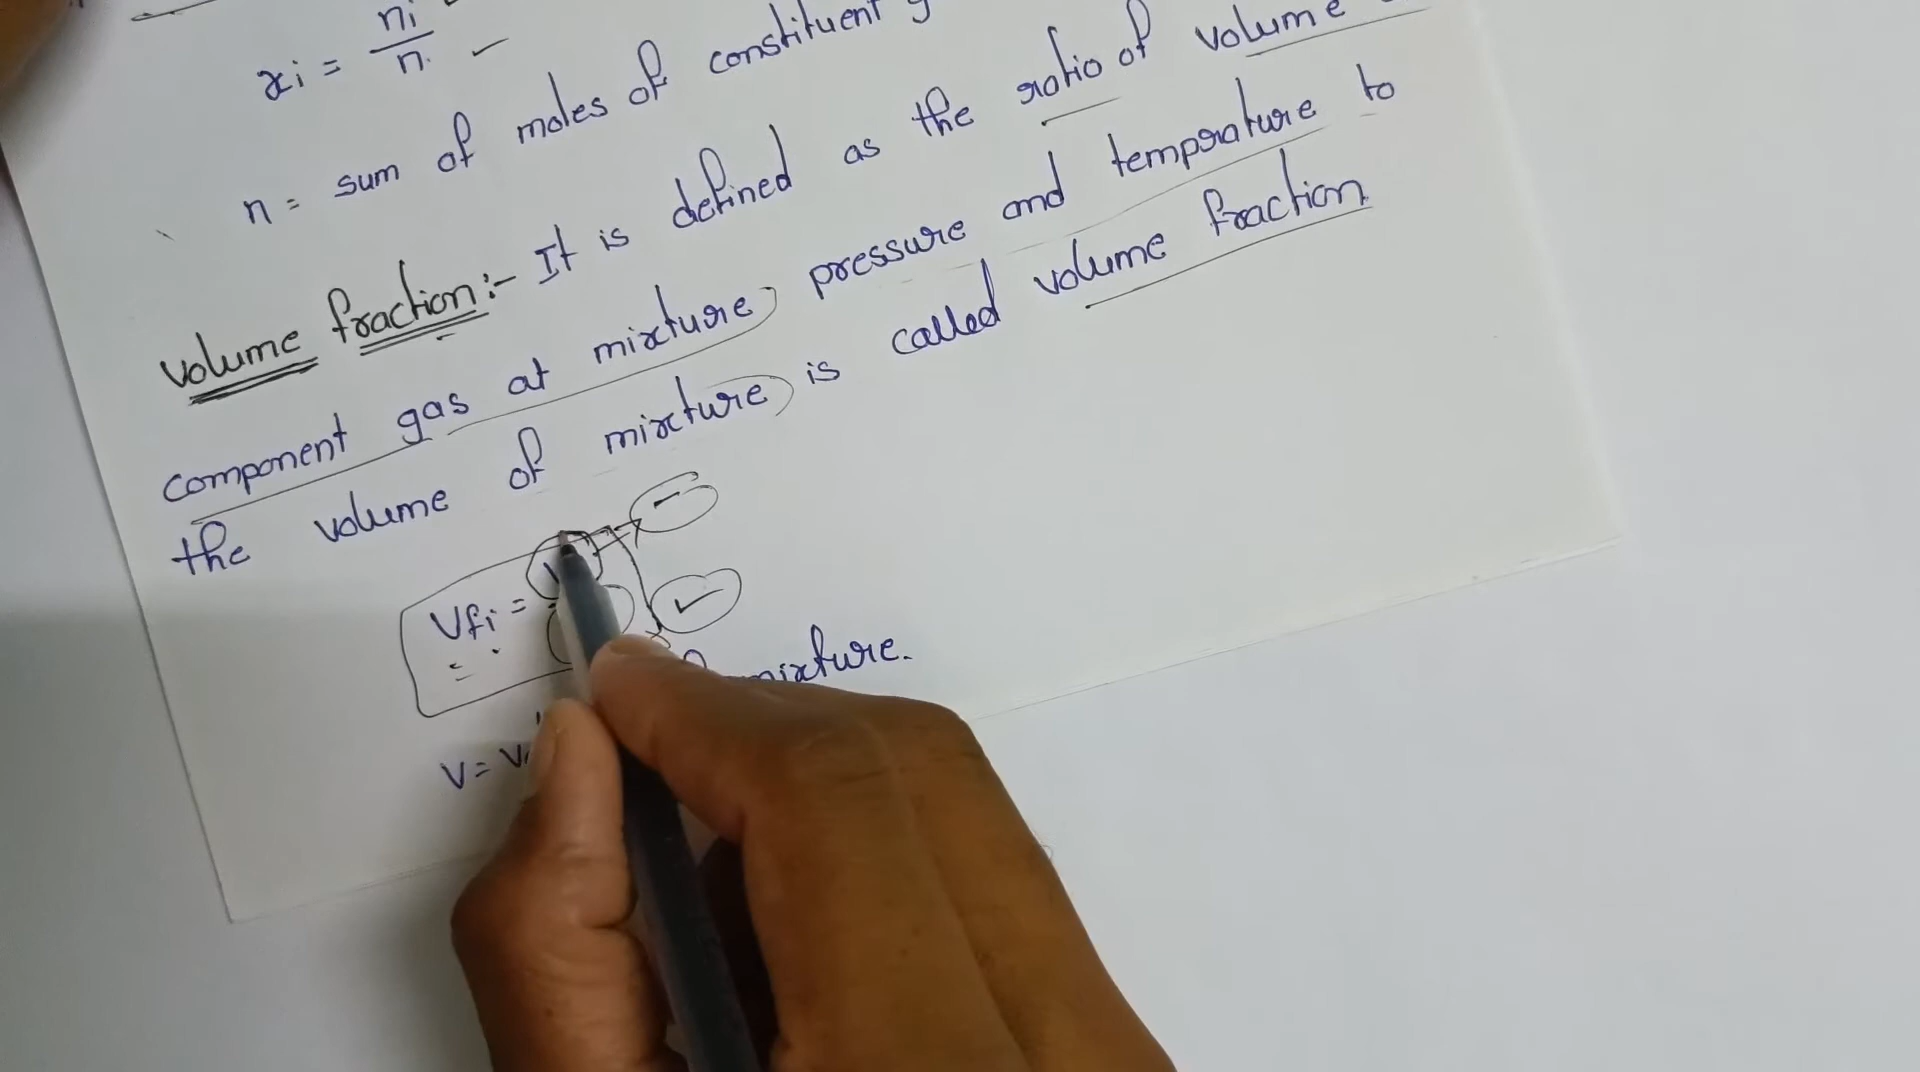 xi = ni/n
n = sum of moles of constituent g
volume fraction:- It is defined as the ratio of volume
component gas at mixture pressure and temperature to
the volume of mixture is called volume fraction
Vfi =
mixture.
V = V